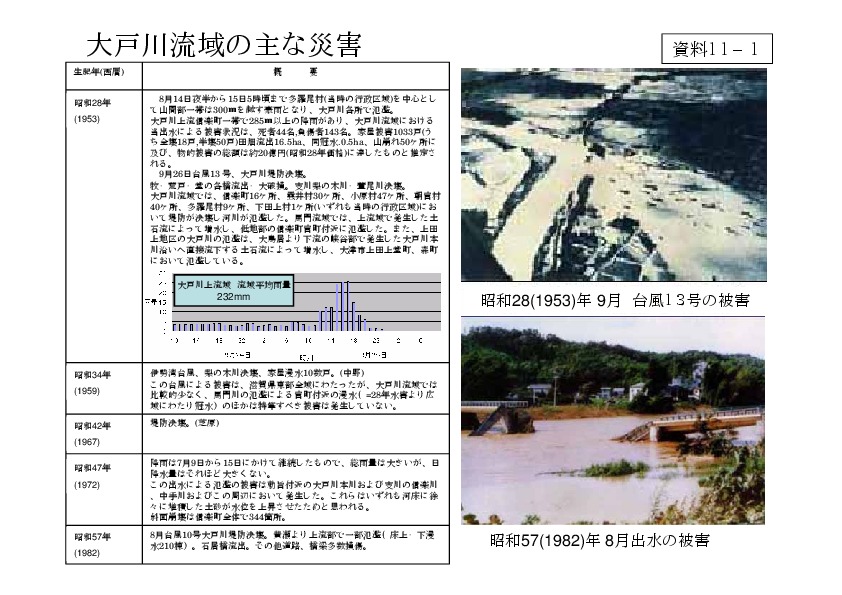 大戸川流域の主な災害
資料11−1
生起年(西暦)
概 要
昭和28年
(1953)
8月14日夜半から15日5時頃まで多羅尾村(当時の行政区域)を中心とし
て山間部一帯は300mmを越す豪雨となり、大戸川各所で氾濫。
大戸川上流信楽町一帯で285mm以上の降雨があり、大戸川流域における
当出水による被害状況は、死者44名,負傷者143名。家屋被害1033戸(う
ち全壊18戸,半壊50戸)田畑流出16.5ha、同冠水.0.5ha、山崩れ50ヶ所に
及び、物的被害の総額は約20億円(昭和28年価格)に達したものと推定さ
れる。
9月26日台風13号、大戸川堤防決壊。
牧・荒戸・堂の各橋流出・大破損。支川梨の木川・萱尾川決壊。
大戸川流域では、信楽町16ヶ所、雲井村30ヶ所、小原村47ヶ所、朝宮村
40ヶ所、多羅尾村9ヶ所、下田上村1ヶ所(いずれも当時の行政区域)にお
いて堤防が決壊し河川が氾濫した。馬門流域では、上流域で発生した土
石流によって増水し、低地部の信楽町宮町付近に氾濫した。また、上田
上地区の大戸川の氾濫は、大鳥居より下流の峡谷部で発生した大戸川本
川沿いへ直接流下する土石流によって増水し、大津市上田上堂町、森町
において氾濫している。
大戸川上流域 流域平均雨量
232mm
昭和34年
(1959)
伊勢湾台風、梨の木川決壊、家屋浸水10数戸。(中野)
この台風による被害は、滋賀県東部全域にわたったが、大戸川流域では
比較的少なく、馬門川の氾濫による宮町付近の浸水(=28年水害より広
域にわたり冠水)のほかは特筆すべき被害は発生していない。
昭和42年
(1967)
堤防決壊。(芝原)
昭和47年
(1972)
降雨は7月9日から15日にかけて継続したもので、総雨量は大きいが、日
降水量はそれほど大きくない。
この出水による氾濫の被害は勅旨付近の大戸川本川および支川の信楽川
、中手川およびこの周辺において発生した。これらはいずれも河床に徐
々に堆積した土砂が水位を上昇させたためと思われる。
斜面崩壊は信楽町全体で344箇所。
昭和57年
(1982)
8月台風10号大戸川堤防決壊。黄瀬より上流部で一部氾濫(床上・下浸
水210棟)。石居橋流出。その他道路、橋梁多数損傷。
昭和28(1953)年 9月 台風13号の被害
昭和57(1982)年 8月出水の被害